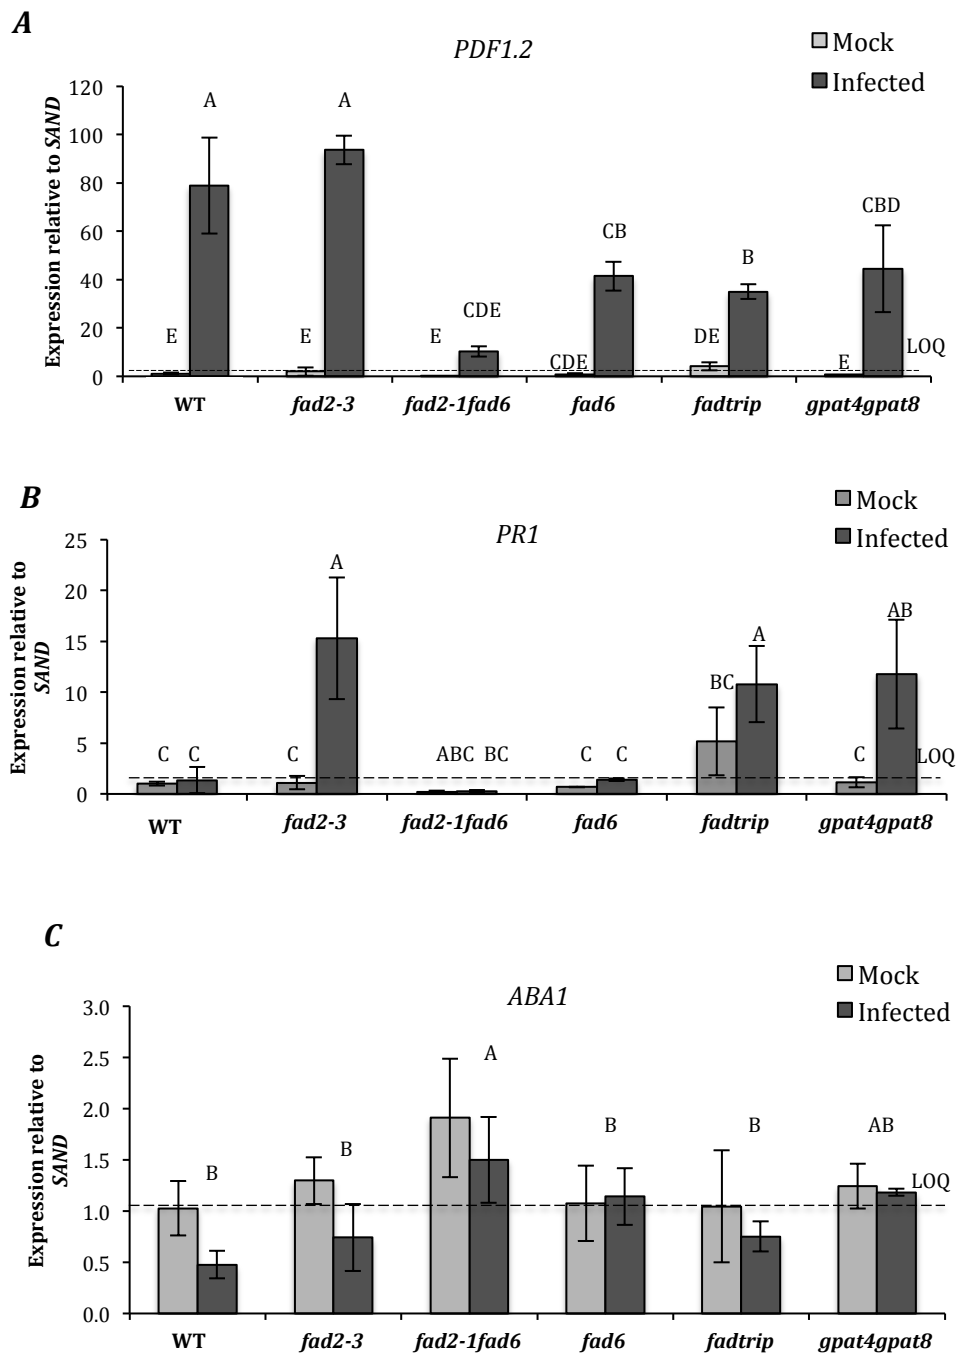 A
PDF1.2
Mock
Infected
Expression relative to SAND
120
100
80
60
40
20
0
E
A
E
A
E
CDE
CDE
CB
DE
B
E
CBD
LOQ
WT
fad2-3
fad2-1fad6
fad6
fadtrip
gpat4gpat8
B
PR1
Mock
Infected
Expression relative to
SAND
25
20
15
10
5
0
C
C
C
A
ABC
BC
C
C
BC
A
C
AB
LOQ
WT
fad2-3
fad2-1fad6
fad6
fadtrip
gpat4gpat8
C
ABA1
Mock
Infected
Expression relative to
SAND
3.0
2.5
2.0
1.5
1.0
0.5
0.0
B
B
A
B
B
AB
LOQ
WT
fad2-3
fad2-1fad6
fad6
fadtrip
gpat4gpat8